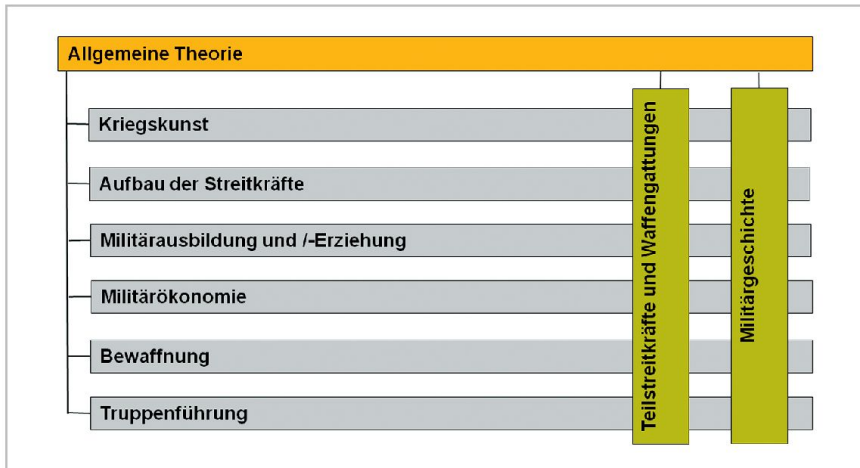 Allgemeine Theorie
Kriegskunst
Aufbau der Streitkräfte
Militärausbildung und /-Erziehung
Militärökonomie
Bewaffnung
Truppenführung
Teilstreitkräfte und Waffengattungen
Militärgeschichte